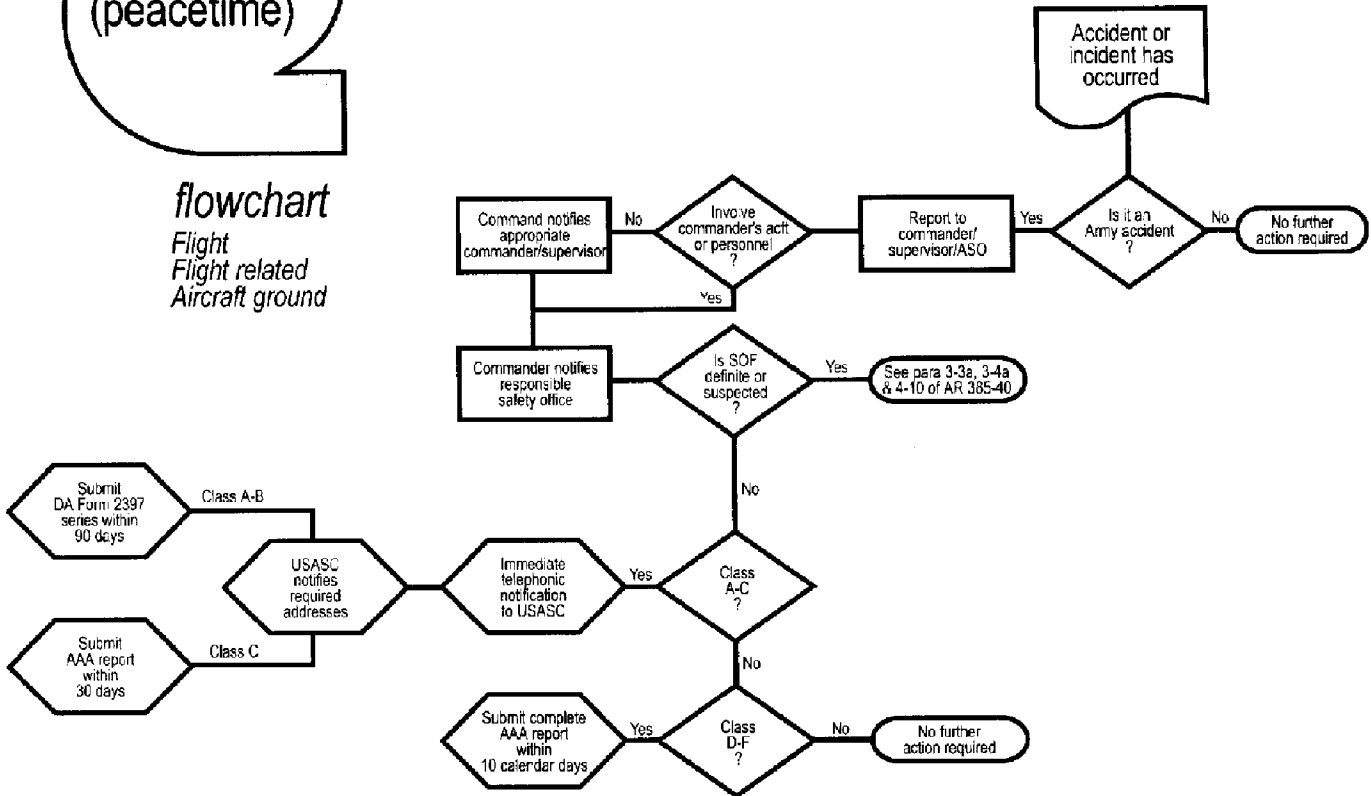 (peacetime)
flowchart
Flight
Flight related
Aircraft ground
Accident or
incident has
occurred
Is it an
Army accident
?
No
No further
action required
Yes
Report to
commander/
supervisor/ASO
Involve
commander's acft
or personnel
?
No
Command notifies
appropriate
commander/supervisor
Yes
Commander notifies
responsible
safety office
Is SOF
definite or
suspected
?
Yes
See para 3-3a, 3-4a
& 4-10 of AR 385-40
No
Class
A-C
?
Yes
Immediate
telephonic
notification
to USASC
USASC
notifies
required
addresses
Class A-B
Submit
DA Form 2397
series within
90 days
Class C
Submit
AAA report
within
30 days
No
Class
D-F
?
Yes
Submit complete
AAA report
within
10 calendar days
No
No further
action required